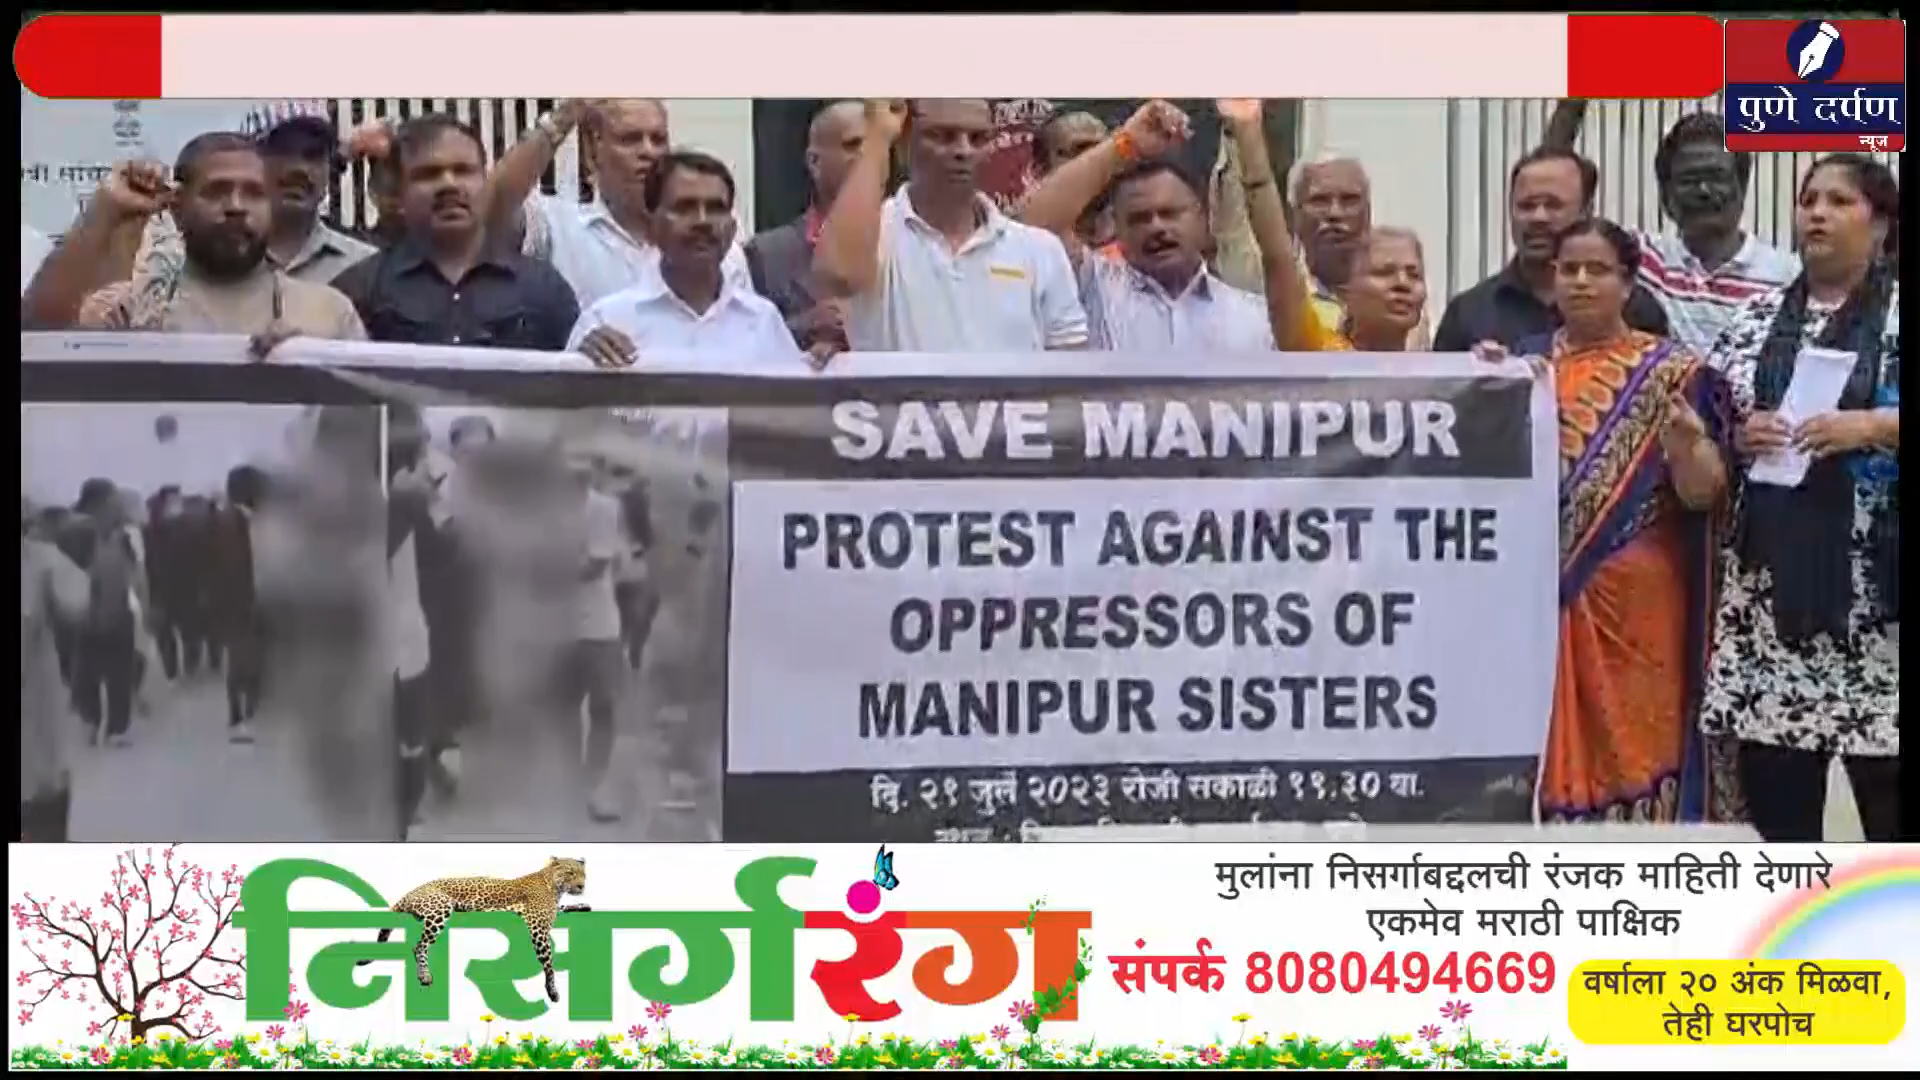 पुणे दर्पण
न्यूज
SAVE MANIPUR
PROTEST AGAINST THE
OPPRESSORS OF
MANIPUR SISTERS
दि. २१ जुलै २०२३ रोजी सकाळी ११.३० वा.
निसर्गरंग
मुलांना निसर्गाबद्दलची रंजक माहिती देणारे
एकमेव मराठी पाक्षिक
संपर्क 8080494669
वर्षाला २० अंक मिळवा,
तेही घरपोच